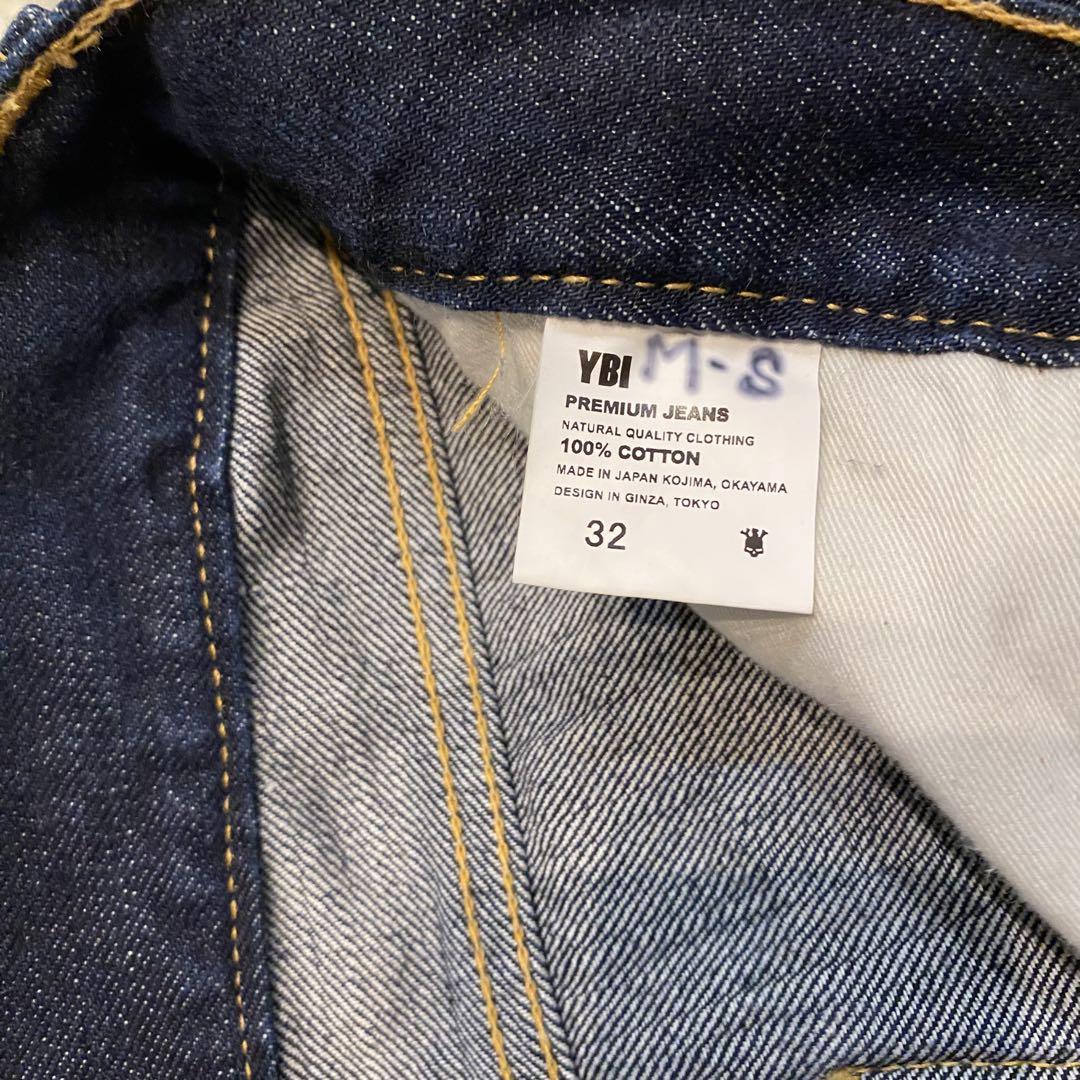 YBI M-S
PREMIUM JEANS
NATURAL QUALITY CLOTHING
100% COTTON
MADE IN JAPAN KOJIMA, OKAYAMA
DESIGN IN GINZA, TOKYO
32